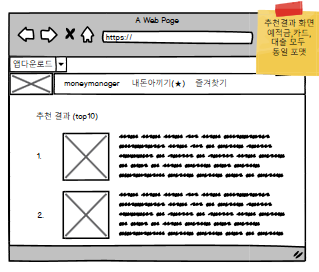 A Web Page
https://
추천결과 화면
예적금,카드,
대출 모두
동일 포맷
앱다운로드
moneymanager 내돈아끼기(★) 즐겨찾기
추천 결과 (top10)
1.
2.